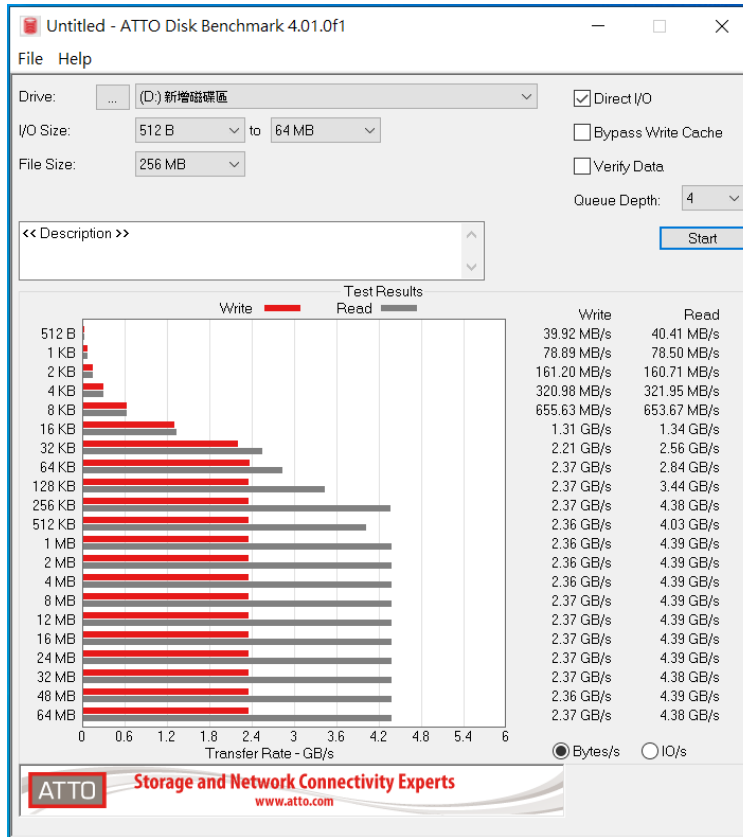 Untitled - ATTO Disk Benchmark 4.01.0f1
File Help
Drive: ... (D:) 新增磁碟區
Direct I/O
I/O Size: 512 B to 64 MB
Bypass Write Cache
File Size: 256 MB
Verify Data
Queue Depth: 4
<< Description >>
Start
Test Results
Write Read
Write Read
512 B 39.92 MB/s 40.41 MB/s
1 KB 78.89 MB/s 78.50 MB/s
2 KB 161.20 MB/s 160.71 MB/s
4 KB 320.98 MB/s 321.95 MB/s
8 KB 655.63 MB/s 653.67 MB/s
16 KB 1.31 GB/s 1.34 GB/s
32 KB 2.21 GB/s 2.56 GB/s
64 KB 2.37 GB/s 2.84 GB/s
128 KB 2.37 GB/s 3.44 GB/s
256 KB 2.37 GB/s 4.38 GB/s
512 KB 2.36 GB/s 4.03 GB/s
1 MB 2.36 GB/s 4.39 GB/s
2 MB 2.36 GB/s 4.39 GB/s
4 MB 2.36 GB/s 4.39 GB/s
8 MB 2.37 GB/s 4.39 GB/s
12 MB 2.37 GB/s 4.39 GB/s
16 MB 2.37 GB/s 4.39 GB/s
24 MB 2.37 GB/s 4.39 GB/s
32 MB 2.37 GB/s 4.38 GB/s
48 MB 2.36 GB/s 4.39 GB/s
64 MB 2.37 GB/s 4.38 GB/s
0 0.6 1.2 1.8 2.4 3 3.6 4.2 4.8 5.4 6
Transfer Rate - GB/s
Bytes/s IO/s
ATTO
Storage and Network Connectivity Experts
www.atto.com